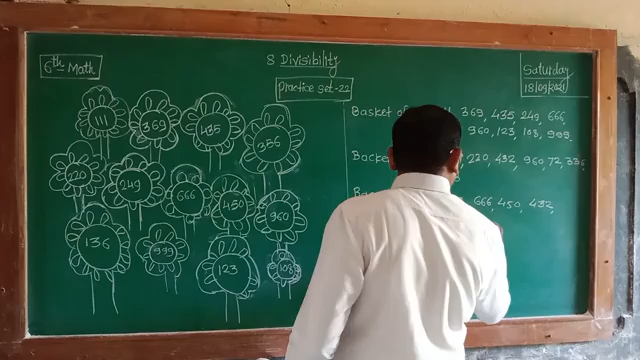 6th Math
8 Divisibility
Practice Set-22
Saturday
18/09/2021
111
369
435
356
220
249
666
450
960
136
999
123
108
Basket of 369, 435, 249, 666,
960, 123, 108, 999.
220, 432, 960, 72, 336,
666, 450, 432,